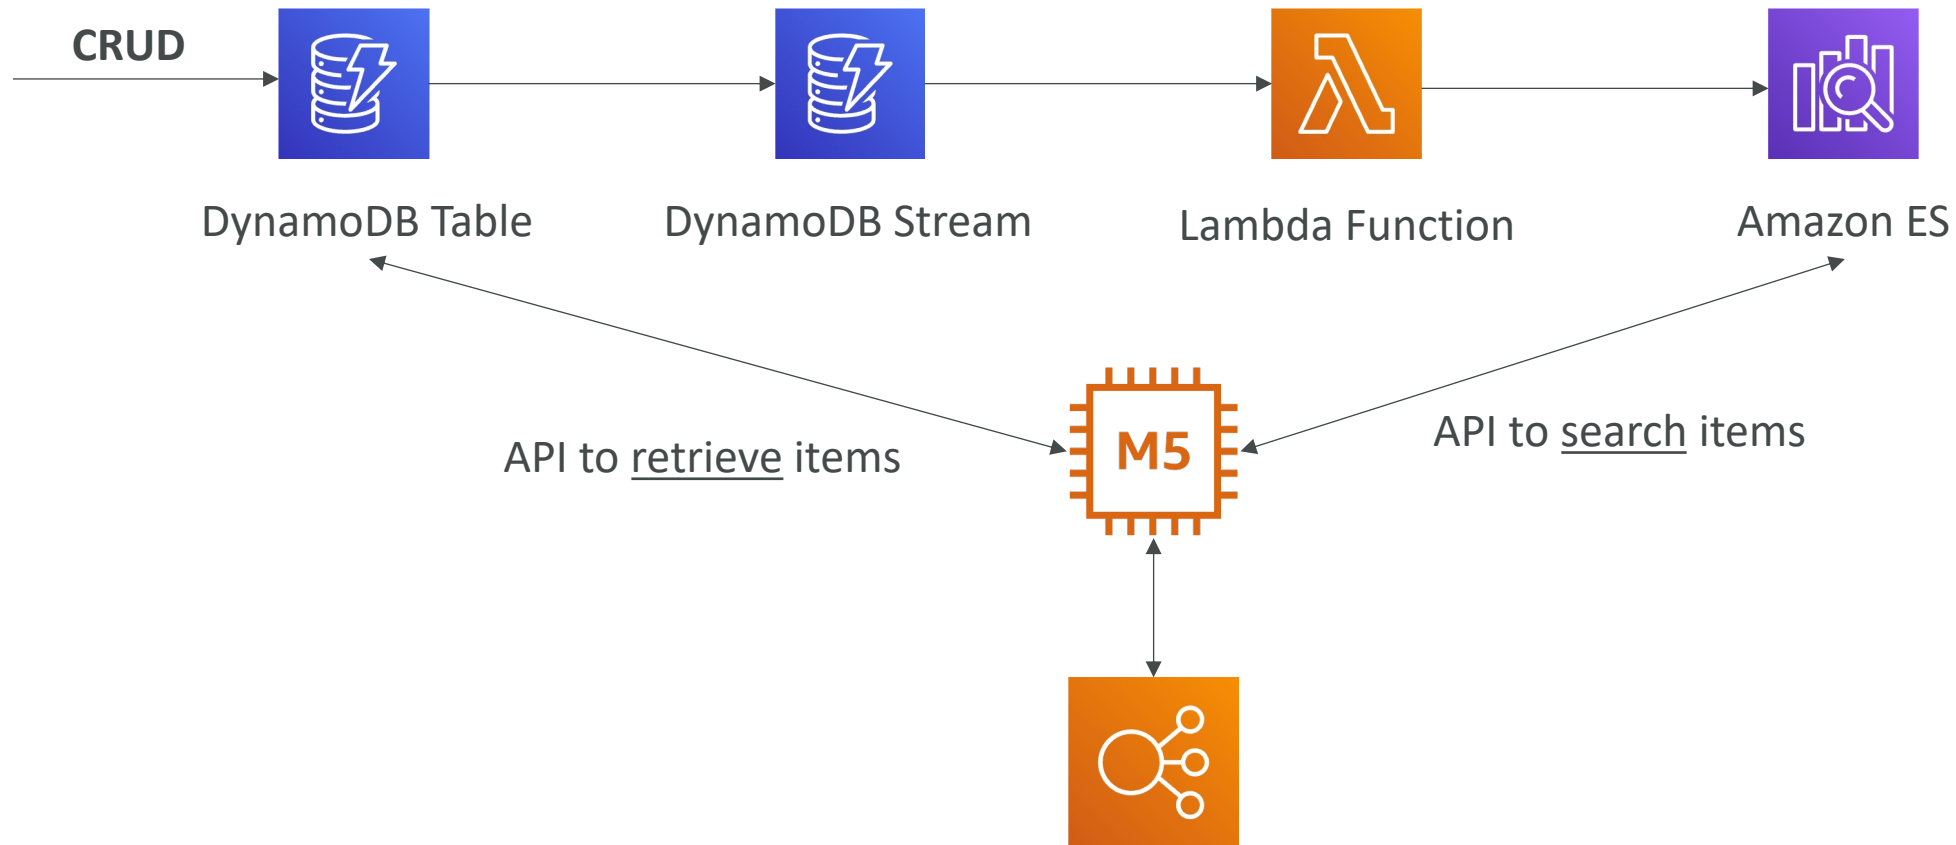 CRUD
DynamoDB Table
DynamoDB Stream
Lambda Function
Amazon ES
API to retrieve items
API to search items
M5